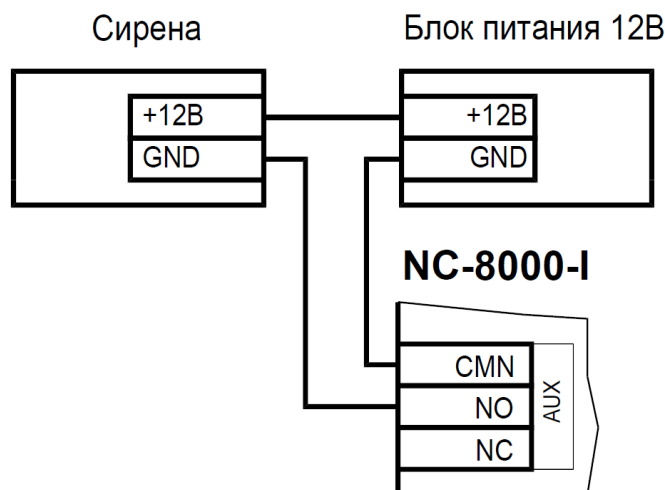 Сирена
Блок питания 12В
+12В
GND
+12В
GND
NC-8000-I
CMN
NO
NC
AUX